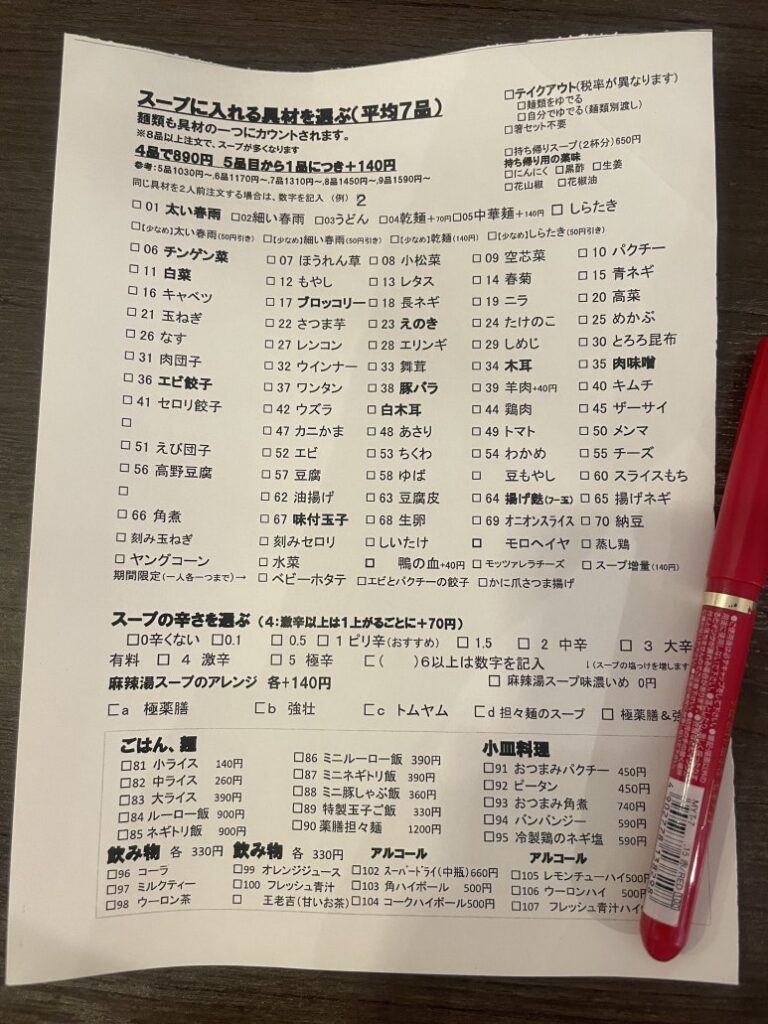 スープに入れる具材を選ぶ(平均7品)
麺類も具材の一つにカウントされます。
※8品以上注文で、スープが多くなります
4品で890円 5品目から1品につき+140円
参考:5品1030円~、6品1170円~、7品1310円~、8品1450円~、9品1590円~
同じ具材を2人前注文する場合は、数字を記入 (例) 2
□テイクアウト(税率が異なります)
□麺類をゆでる
□自分でゆでる(麺類別渡し)
□箸セット不要
□持ち帰りスープ(2杯分)650円
持ち帰り用の薬味
□にんにく □黒酢 □生姜
□花山椒 □花椒油
□ 01 太い春雨 □02細い春雨 □03うどん □04乾麺+70円□05中華麺+140円 □ しらたき
□【少なめ】太い春雨(50円引き) □【少なめ】細い春雨(50円引き) □【少なめ】乾麺(140円) □【少なめ】しらたき(50円引き)
□ 06 チンゲン菜 □ 07 ほうれん草 □ 08 小松菜 □ 09 空芯菜 □ 10 パクチー
□ 11 白菜 □ 12 もやし □ 13 レタス □ 14 春菊 □ 15 青ネギ
□ 16 キャベツ □ 17 ブロッコリー □ 18 長ネギ □ 19 ニラ □ 20 高菜
□ 21 玉ねぎ □ 22 さつま芋 □ 23 えのき □ 24 たけのこ □ 25 めかぶ
□ 26 なす □ 27 レンコン □ 28 エリンギ □ 29 しめじ □ 30 とろろ昆布
□ 31 肉団子 □ 32 ウインナー □ 33 舞茸 □ 34 木耳 □ 35 肉味噌
□ 36 エビ餃子 □ 37 ワンタン □ 38 豚バラ □ 39 羊肉+40円 □ 40 キムチ
□ 41 セロリ餃子 □ 42 ウズラ □ 白木耳 □ 44 鶏肉 □ 45 ザーサイ
□ □ 47 カニかま □ 48 あさり □ 49 トマト □ 50 メンマ
□ 51 えび団子 □ 52 エビ □ 53 ちくわ □ 54 わかめ □ 55 チーズ
□ 56 高野豆腐 □ 57 豆腐 □ 58 ゆば □ 豆もやし □ 60 スライスもち
□ □ 62 油揚げ □ 63 豆腐皮 □ 64 揚げ麩(フー玉) □ 65 揚げネギ
□ 66 角煮 □ 67 味付玉子 □ 68 生卵 □ 69 オニオンスライス □ 70 納豆
□ 刻み玉ねぎ □ 刻みセロリ □ しいたけ □ モロヘイヤ □ 蒸し鶏
□ ヤングコーン □ 水菜 □ 鴨の血+40円 □ モッツァレラチーズ □ スープ増量(140円)
期間限定(一人各一つまで)→ □ ベビーホタテ □エビとパクチーの餃子 □かに爪さつま揚げ
スープの辛さを選ぶ (4:激辛以上は1上がるごとに+70円)
□0辛くない □0.1 □ 0.5 □ 1 ピリ辛(おすすめ) □ 1.5 □ 2 中辛 □ 3 大辛
有料 □ 4 激辛 □ 5 極辛 □( )6以上は数字を記入 ↓(スープの塩っけを増します
麻辣湯スープのアレンジ 各+140円 □ 麻辣湯スープ味濃いめ 0円
□a 極薬膳 □b 強壮 □c トムヤム □d 担々麺のスープ □ 極薬膳&強
ごはん、麺
□81 小ライス 140円
□82 中ライス 260円
□83 大ライス 390円
□84 ルーロー飯 900円
□85 ネギトリ飯 900円
□86 ミニルーロー飯 390円
□87 ミニネギトリ飯 390円
□88 ミニ豚しゃぶ飯 360円
□89 特製玉子ご飯 330円
□90 薬膳担々麺 1200円
小皿料理
□91 おつまみパクチー 450円
□92 ピータン 450円
□93 おつまみ角煮 740円
□94 バンバンジー 590円
□95 冷製鶏のネギ塩 590円
飲み物 各 330円
□96 コーラ
□97 ミルクティー
□98 ウーロン茶
飲み物 各 330円
□99 オレンジジュース
□100 フレッシュ青汁
□ 王老吉(甘いお茶)
アルコール
□102 スーパードライ(中瓶)660円
□103 角ハイボール 500円
□104 コークハイボール500円
アルコール
□105 レモンチューハイ500円
□106 ウーロンハイ 500円
□107 フレッシュ青汁ハイ
MYT-7
15.赤 RED